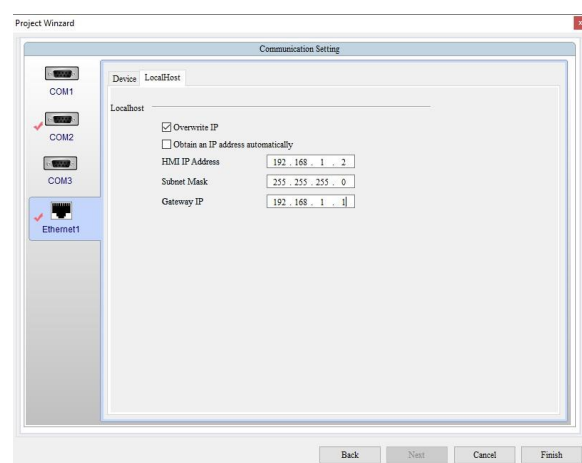 Project Winzard
x
Communication Setting
COM1
COM2
COM3
Ethernet1
Device LocalHost
Localhost
Overwrite IP
Obtain an IP address automatically
HMI IP Address 192 . 168 . 1 . 2
Subnet Mask 255 . 255 . 255 . 0
Gateway IP 192 . 168 . 1 . 1
Back Next Cancel Finish